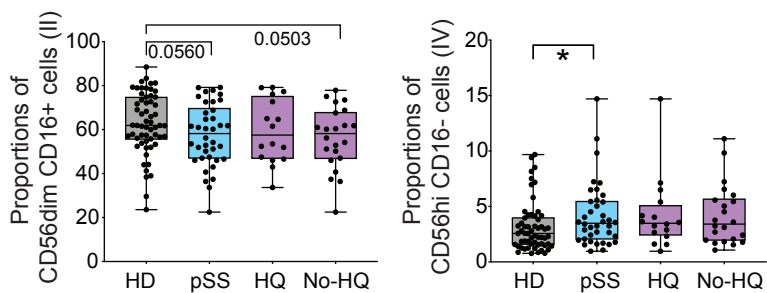 Proportions of
CD56dim CD16+ cells (II)
100
80
60
40
20
0
0.0560
0.0503
HD
pSS
HQ
No-HQ
Proportions of
CD56hi CD16- cells (IV)
20
15
10
5
0
*
HD
pSS
HQ
No-HQ